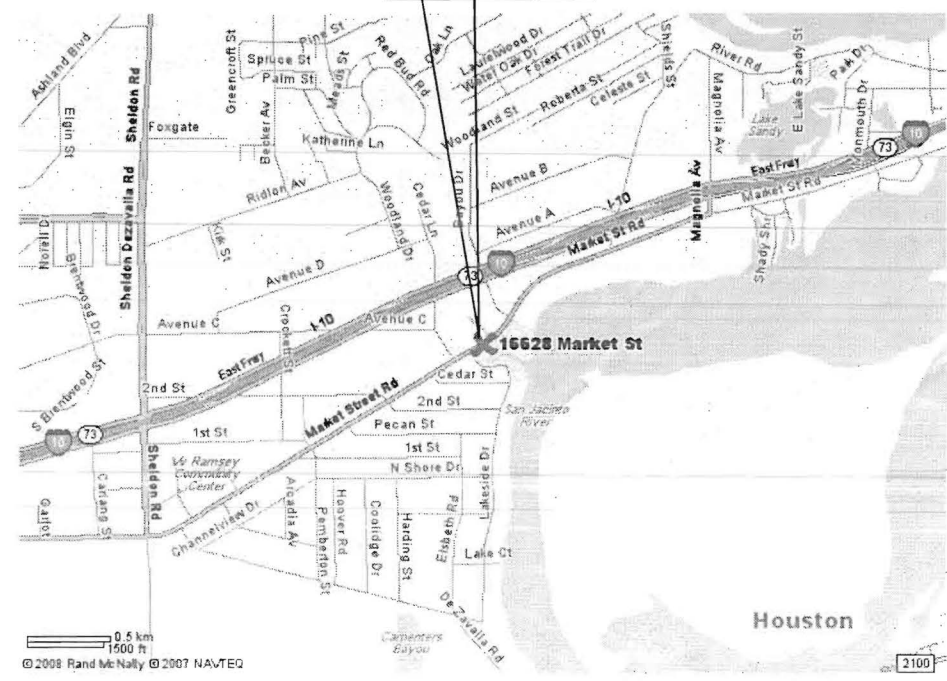 Ashland Blvd
Elgin St
Sheldon Rd
Foxgate
Greencroft St
Spruce St
Pine St
Palm St
Meads St
Red Bud Rd
Oak Ln
Becker Av
Katherine Ln
Laurewood Dr
Water Oak Dr
Forest Trail Dr
Woodland St
Roberta St
Celeste St
Shields St
River Rd
Magnolia Av
Lake
Sandy
E Lake Sandy St
Park Dr
Monmouth Dr
10
73
East Frwy
Market St Rd
Ridlon Av
Kirk St
Woodland Dr
Cedar Ln
Avenue B
Avenue A
I-10
Market St Rd
Magnolia Av
Shady Shr
Norell D
Brentwood Dr
Sheldon Dezavalla Rd
Avenue D
73
Avenue C
Crockett St
I-10
Avenue C
16628 Market St
East Frwy
S Brentwood St
2nd St
Market Street Rd
Cedar St
2nd St
San Jacinto
River
10
73
1st St
Pecan St
1st St
N Shore Dr
Sheldon Rd
Vv Ramsey
Community
Center
Channelview Dr
Arcadia Av
Pemberton St
Hoover Rd
Coolidge Dr
Harding St
Elsbeth Rd
Lakeside Dr
Lake Ct
De Zavalla Rd
Carpenters
Bayou
Houston
0.5 km
1500 ft
© 2008 Rand McNally © 2007 NAVTEQ
2100